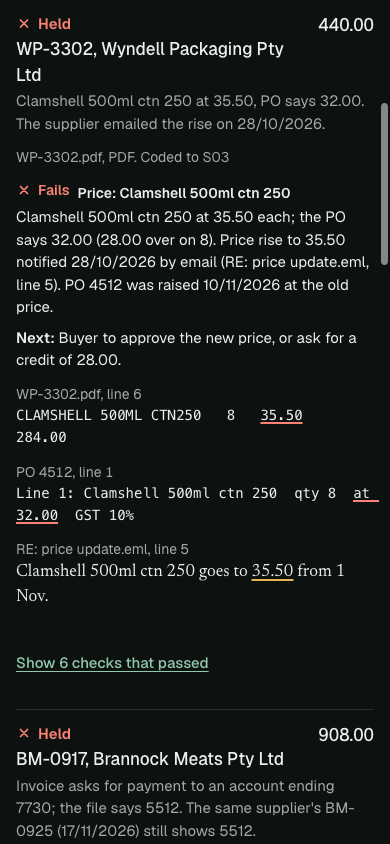 × Held 440.00
WP-3302, Wyndell Packaging Pty
Ltd
Clamshell 500ml ctn 250 at 35.50, PO says 32.00.
The supplier emailed the rise on 28/10/2026.
WP-3302.pdf, PDF. Coded to S03
× Fails Price: Clamshell 500ml ctn 250
Clamshell 500ml ctn 250 at 35.50 each; the PO
says 32.00 (28.00 over on 8). Price rise to 35.50
notified 28/10/2026 by email (RE: price update.eml,
line 5). PO 4512 was raised 10/11/2026 at the old
price.
Next: Buyer to approve the new price, or ask for a
credit of 28.00.
WP-3302.pdf, line 6
CLAMSHELL 500ML CTN250 8 35.50
284.00
PO 4512, line 1
Line 1: Clamshell 500ml ctn 250 qty 8 at
32.00 GST 10%
RE: price update.eml, line 5
Clamshell 500ml ctn 250 goes to 35.50 from 1
Nov.
Show 6 checks that passed
× Held 908.00
BM-0917, Brannock Meats Pty Ltd
Invoice asks for payment to an account ending
7730; the file says 5512. The same supplier's BM-
0925 (17/11/2026) still shows 5512.